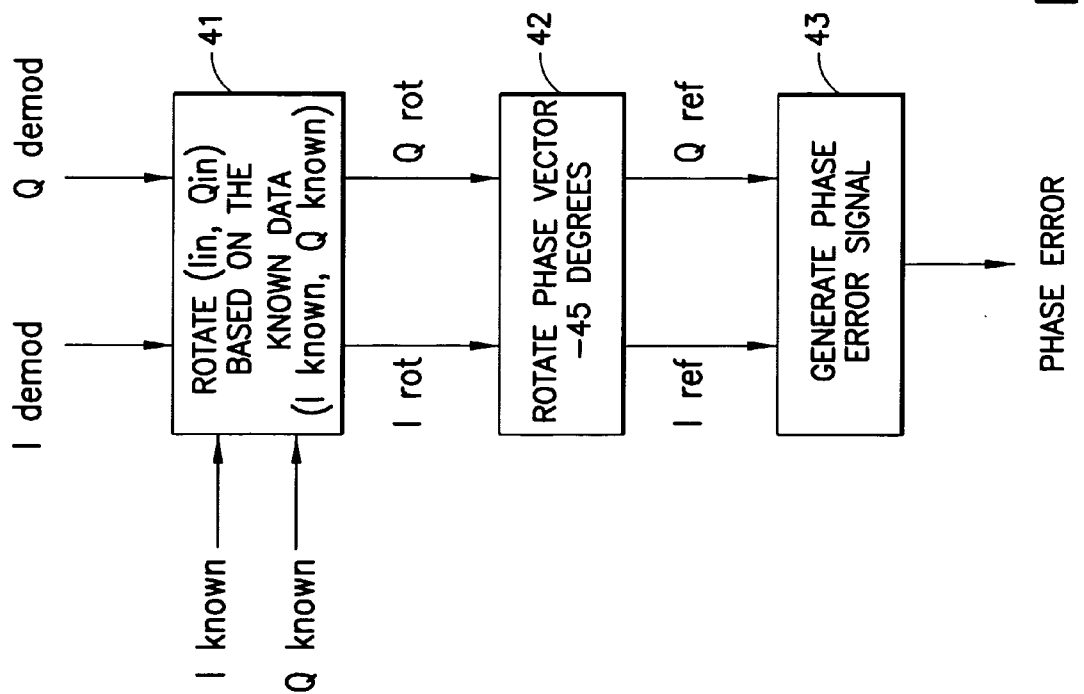 I demod
Q demod
I known
Q known
ROTATE (Iin, Qin)
BASED ON THE
KNOWN DATA
(I known, Q known)
41
I rot
Q rot
ROTATE PHASE VECTOR
-45 DEGREES
42
I ref
Q ref
GENERATE PHASE
ERROR SIGNAL
43
PHASE ERROR